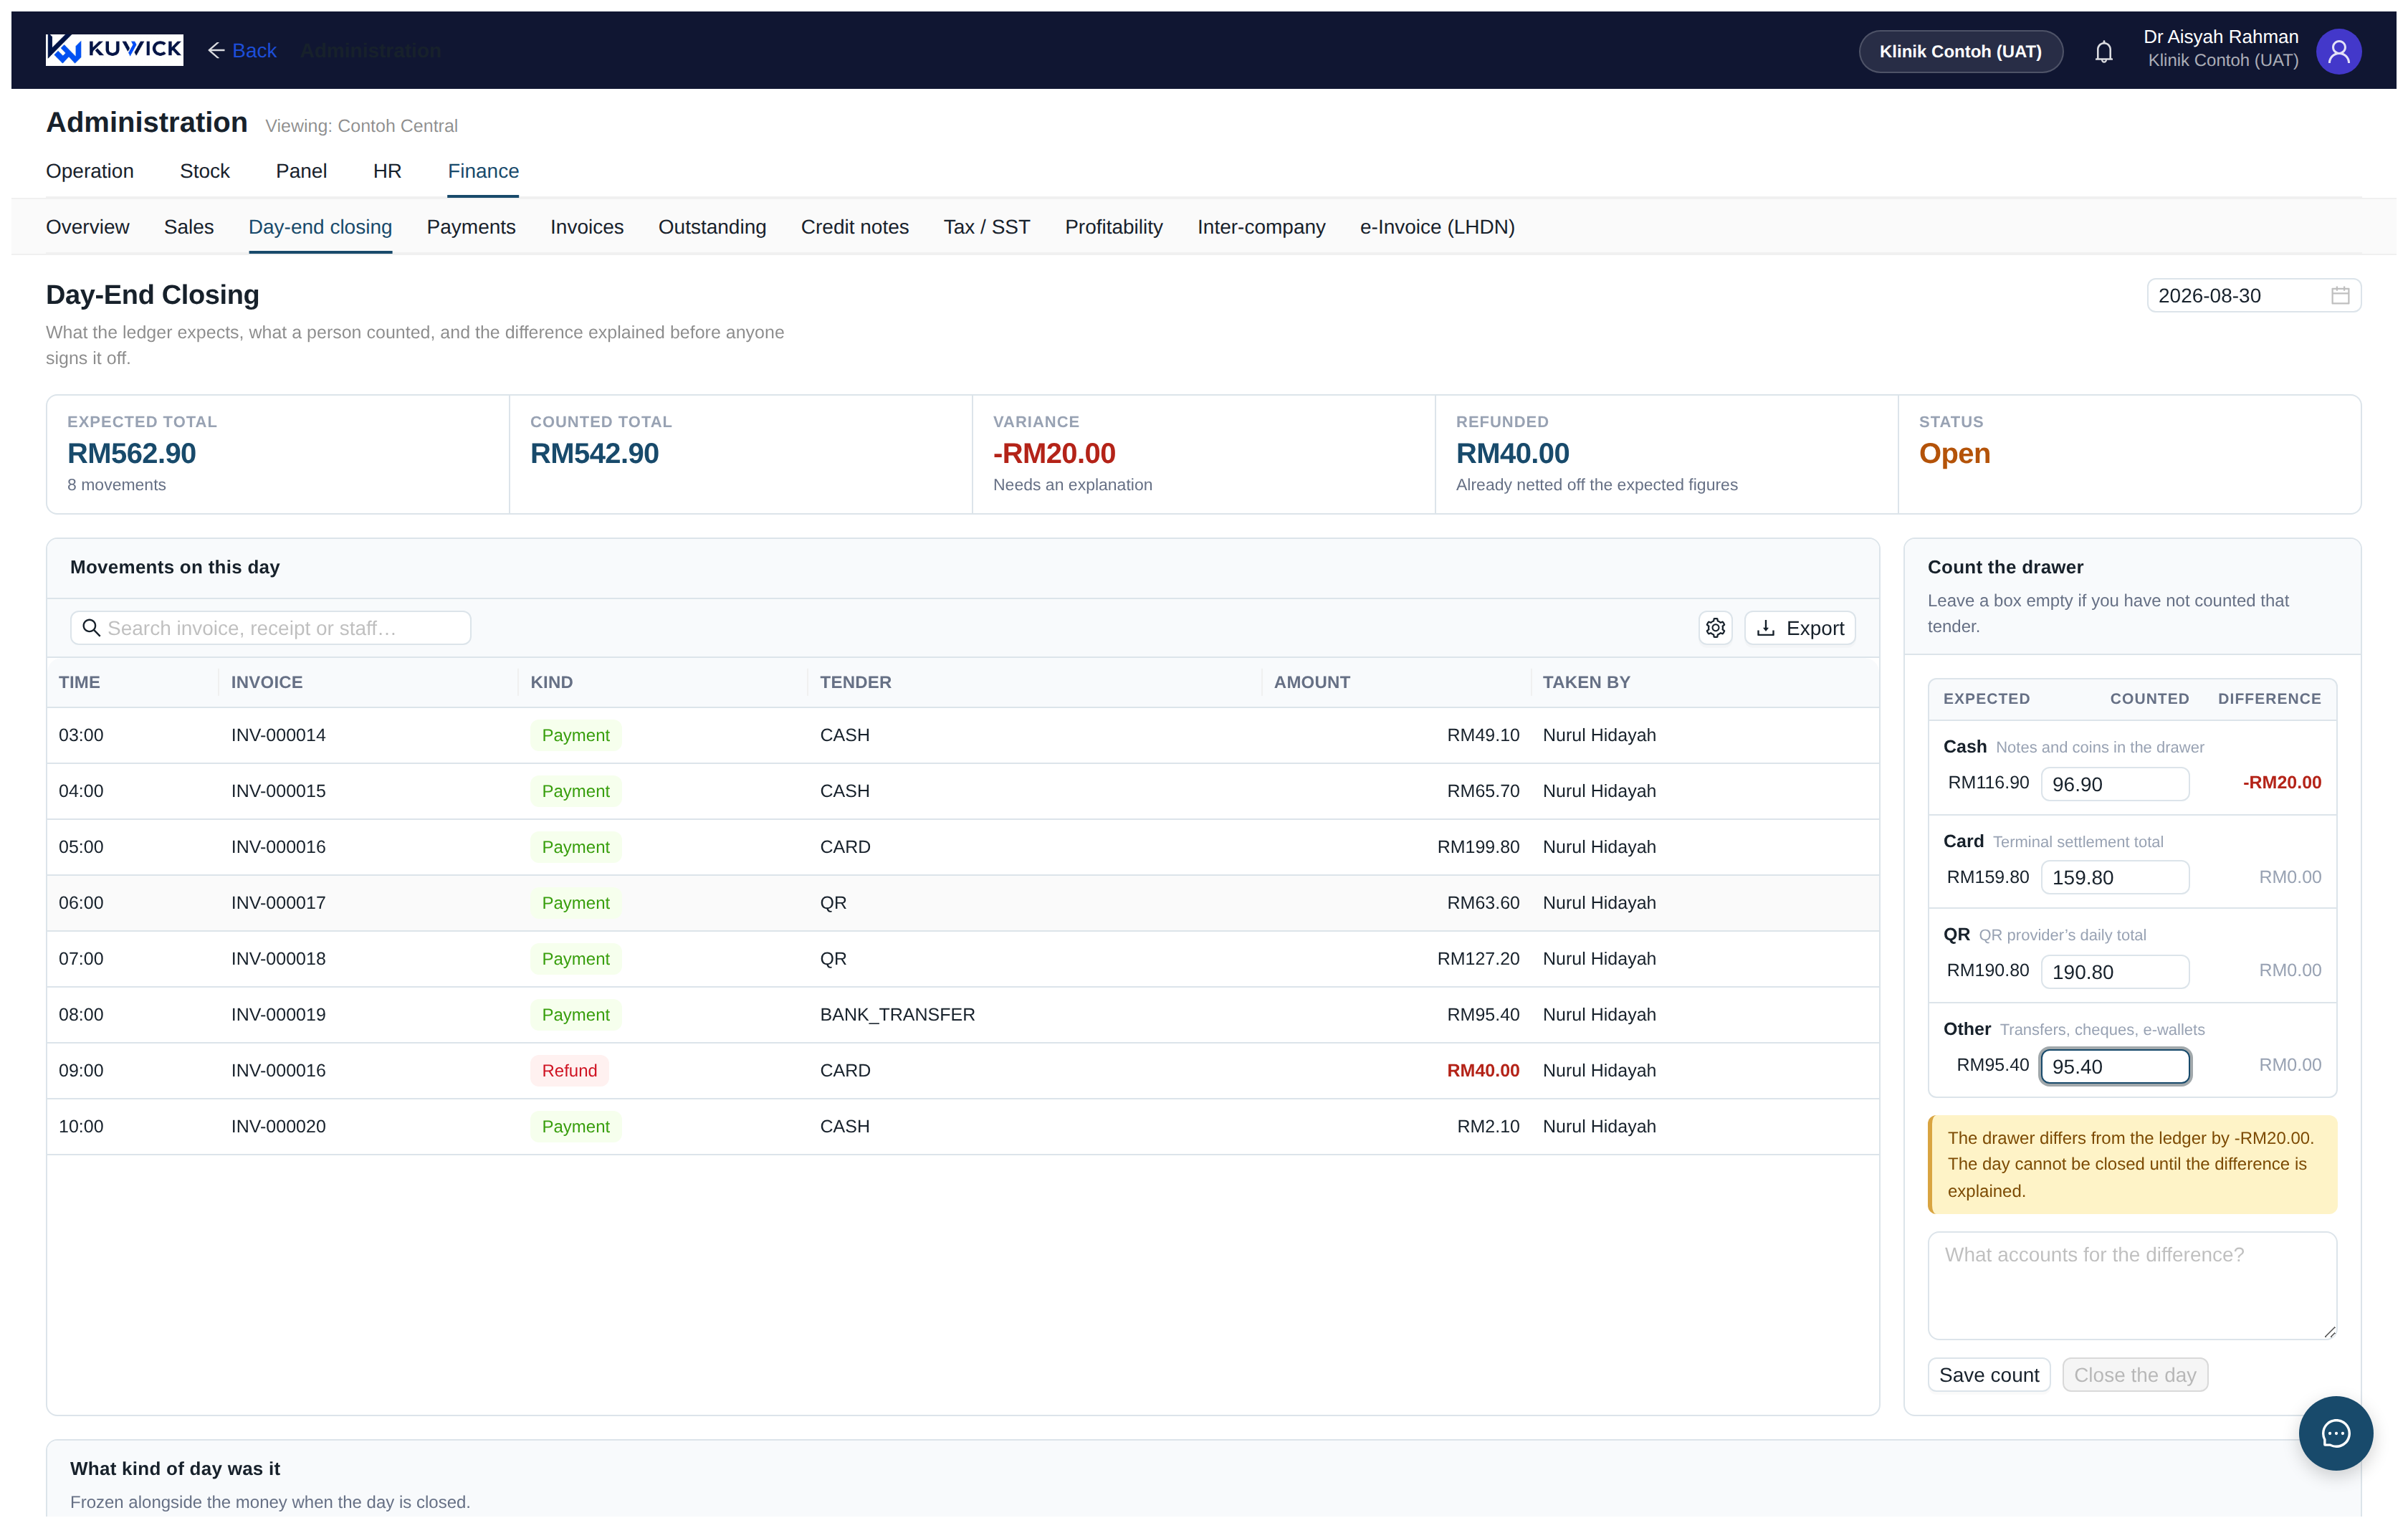 KUWICK
Back
Administration
Klinik Contoh (UAT)
Dr Aisyah Rahman
Klinik Contoh (UAT)
Administration Viewing: Contoh Central
Operation Stock Panel HR Finance
Overview Sales Day-end closing Payments Invoices Outstanding Credit notes Tax / SST Profitability Inter-company e-Invoice (LHDN)
Day-End Closing
2026-08-30
What the ledger expects, what a person counted, and the difference explained before anyone
signs it off.
EXPECTED TOTAL
RM562.90
8 movements
COUNTED TOTAL
RM542.90
VARIANCE
-RM20.00
Needs an explanation
REFUNDED
RM40.00
Already netted off the expected figures
STATUS
Open
Movements on this day
Search invoice, receipt or staff…
Export
TIME INVOICE KIND TENDER AMOUNT TAKEN BY
03:00 INV-000014 Payment CASH RM49.10 Nurul Hidayah
04:00 INV-000015 Payment CASH RM65.70 Nurul Hidayah
05:00 INV-000016 Payment CARD RM199.80 Nurul Hidayah
06:00 INV-000017 Payment QR RM63.60 Nurul Hidayah
07:00 INV-000018 Payment QR RM127.20 Nurul Hidayah
08:00 INV-000019 Payment BANK_TRANSFER RM95.40 Nurul Hidayah
09:00 INV-000016 Refund CARD RM40.00 Nurul Hidayah
10:00 INV-000020 Payment CASH RM2.10 Nurul Hidayah
Count the drawer
Leave a box empty if you have not counted that
tender.
EXPECTED COUNTED DIFFERENCE
Cash Notes and coins in the drawer
RM116.90 96.90 -RM20.00
Card Terminal settlement total
RM159.80 159.80 RM0.00
QR QR provider’s daily total
RM190.80 190.80 RM0.00
Other Transfers, cheques, e-wallets
RM95.40 95.40 RM0.00
The drawer differs from the ledger by -RM20.00.
The day cannot be closed until the difference is
explained.
What accounts for the difference?
Save count Close the day
What kind of day was it
Frozen alongside the money when the day is closed.